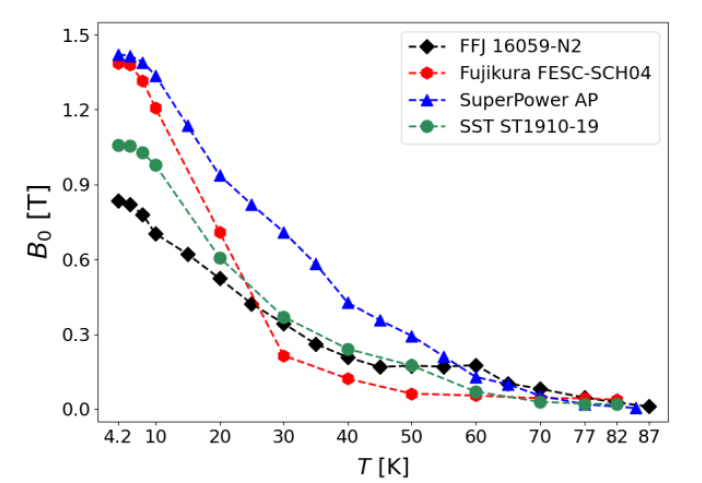 1.5
1.2
0.9
0.6
0.3
0.0
B₀ [T]
FFJ 16059-N2
Fujikura FESC-SCH04
SuperPower AP
SST ST1910-19
4.2 10 20 30 40 50 60 70 77 82 87
T [K]